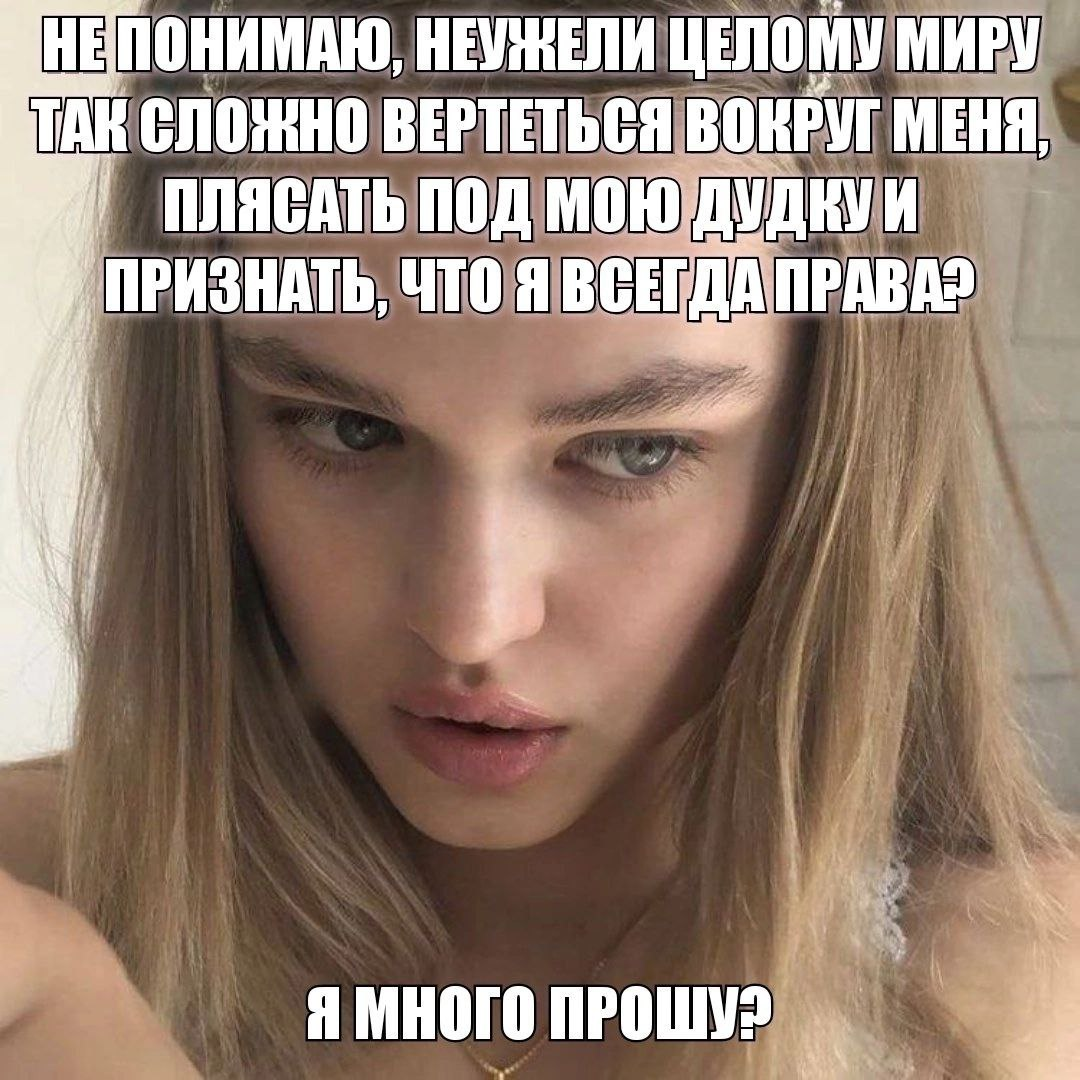 НЕ ПОНИМАЮ, НЕУЖЕЛИ ЦЕЛОМУ МИРУ
ТАК СЛОЖНО ВЕРТЕТЬСЯ ВОКРУГ МЕНЯ,
ПЛЯСАТЬ ПОД МОЮ ДУДКУ И
ПРИЗНАТЬ, ЧТО Я ВСЕГДА ПРАВА?
Я МНОГО ПРОШУ?